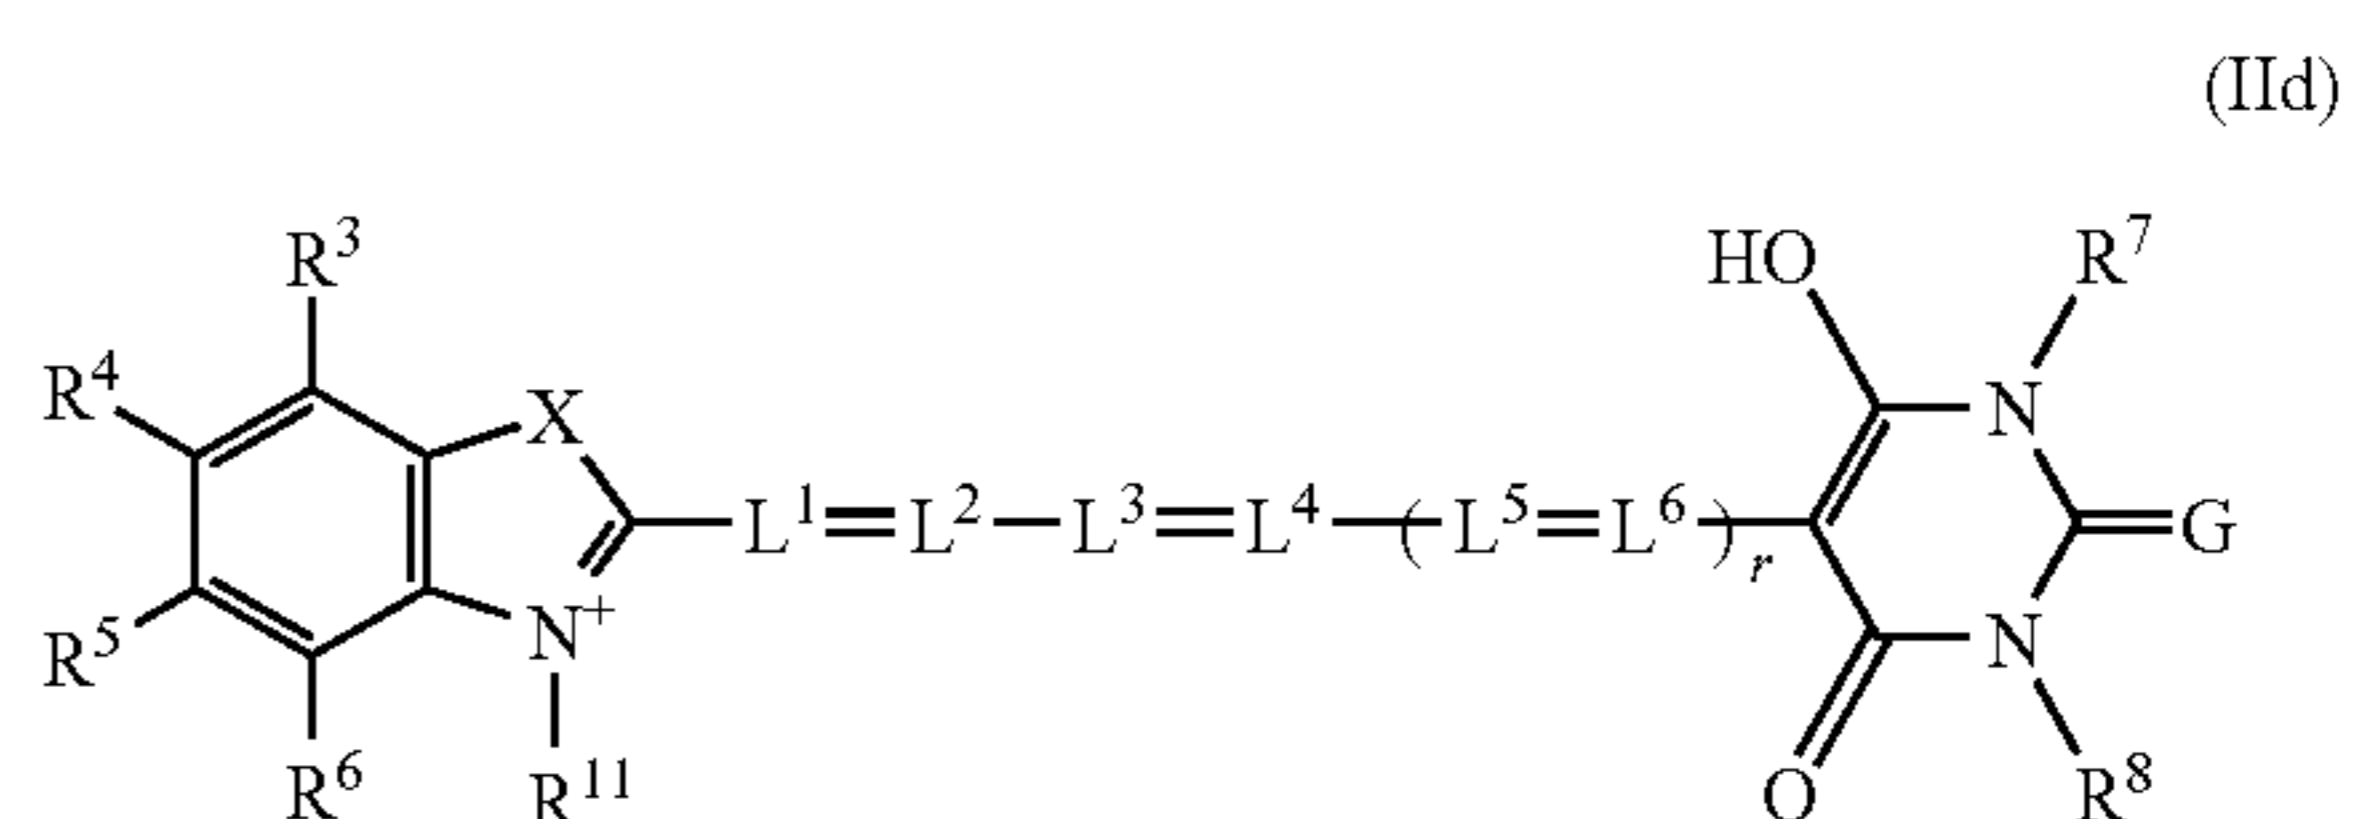 (IId)
R³ HO R⁷
R⁴ X N
L¹=L²—L³=L⁴—(L⁵=L⁶)r G
R⁵ N⁺ N
R⁶ R¹¹ O R⁸